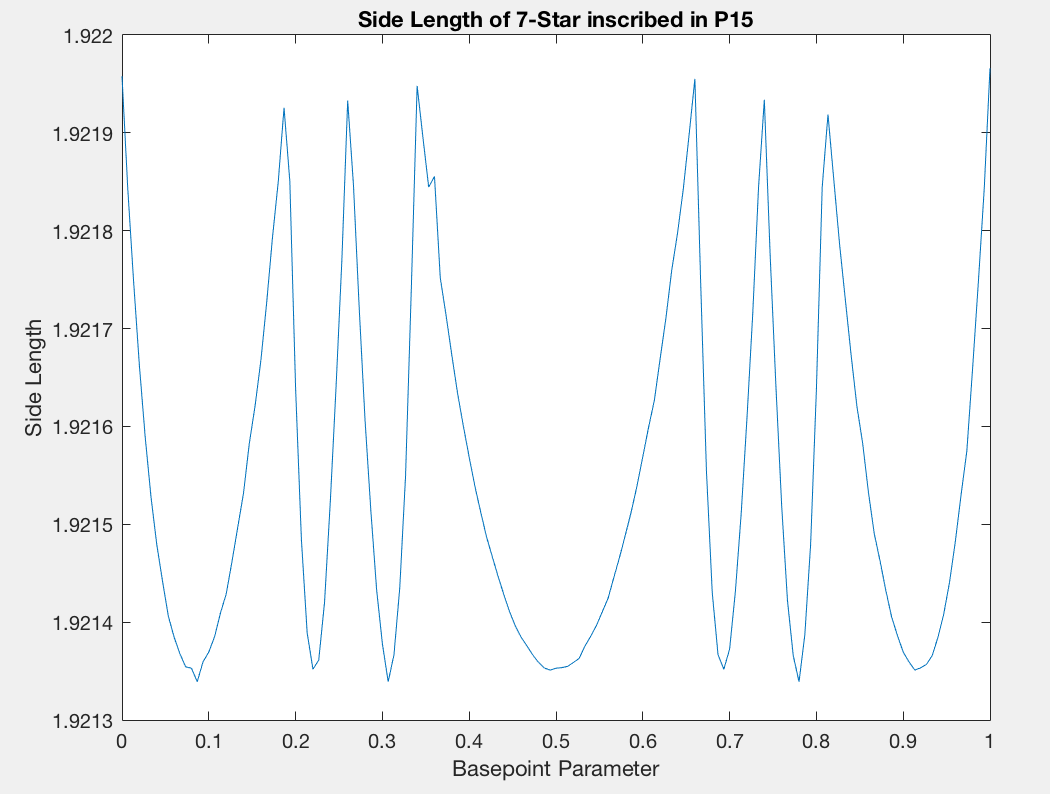 Side Length of 7-Star inscribed in P15
1.922
1.9219
1.9218
1.9217
1.9216
1.9215
1.9214
1.9213
Side Length
0 0.1 0.2 0.3 0.4 0.5 0.6 0.7 0.8 0.9 1
Basepoint Parameter